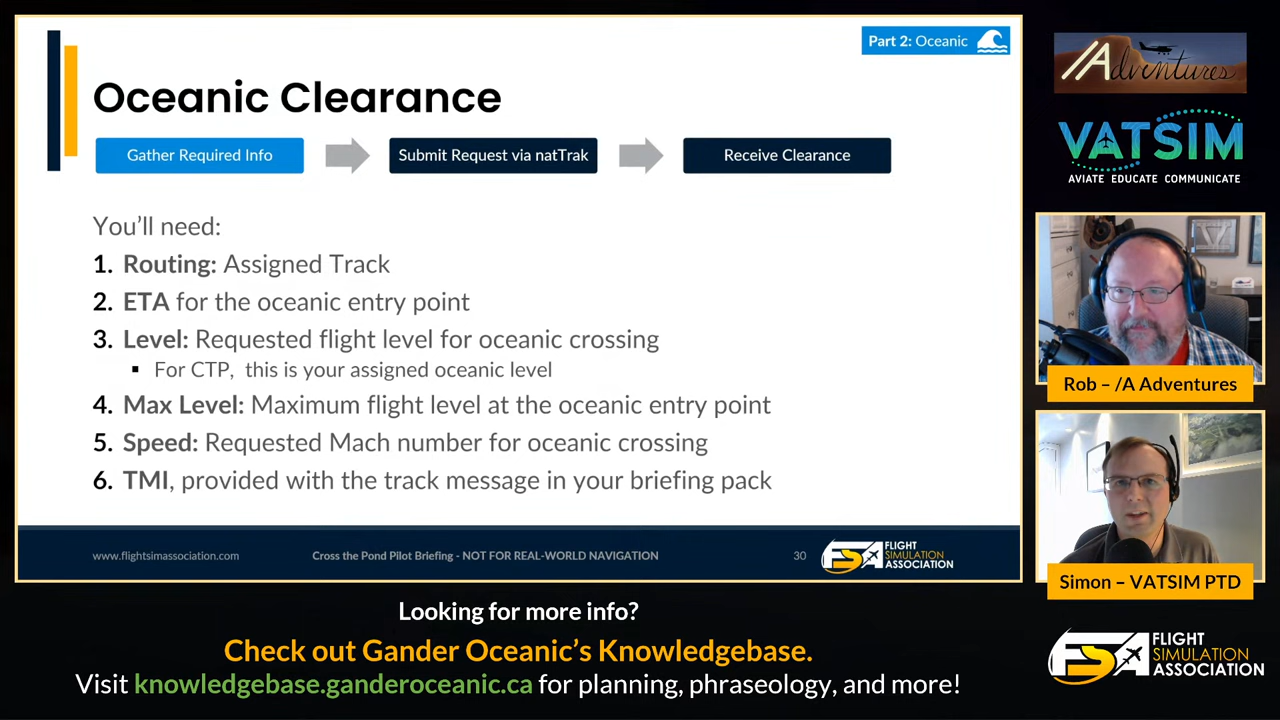 Part 2: Oceanic
Oceanic Clearance
Gather Required Info
Submit Request via natTrak
Receive Clearance
You'll need:
1. Routing: Assigned Track
2. ETA for the oceanic entry point
3. Level: Requested flight level for oceanic crossing
▪ For CTP, this is your assigned oceanic level
4. Max Level: Maximum flight level at the oceanic entry point
5. Speed: Requested Mach number for oceanic crossing
6. TMI, provided with the track message in your briefing pack
www.flightsimassociation.com
Cross the Pond Pilot Briefing - NOT FOR REAL-WORLD NAVIGATION
30
FSA FLIGHT
SIMULATION
ASSOCIATION
/Adventures
VATSIM
AVIATE EDUCATE COMMUNICATE
Rob – /A Adventures
Simon – VATSIM PTD
Looking for more info?
Check out Gander Oceanic's Knowledgebase.
Visit knowledgebase.ganderoceanic.ca for planning, phraseology, and more!
FSA FLIGHT
SIMULATION
ASSOCIATION